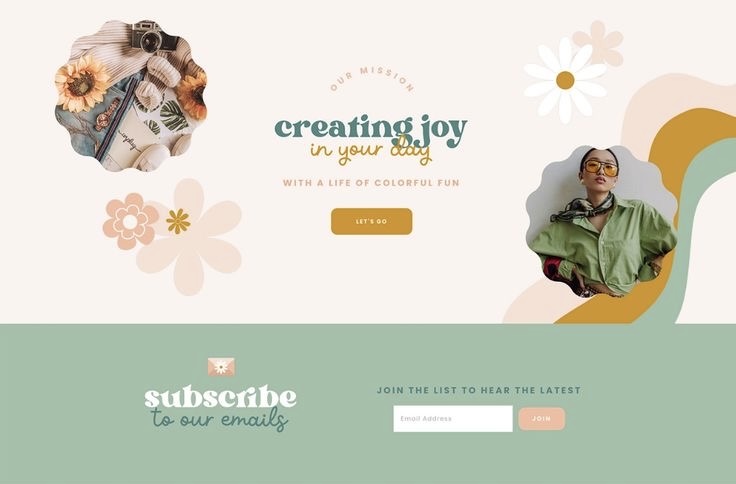 OUR MISSION
creating joy
in your day
WITH A LIFE OF COLORFUL FUN
LET'S GO
subscribe
to our emails
JOIN THE LIST TO HEAR THE LATEST
Email Address
JOIN